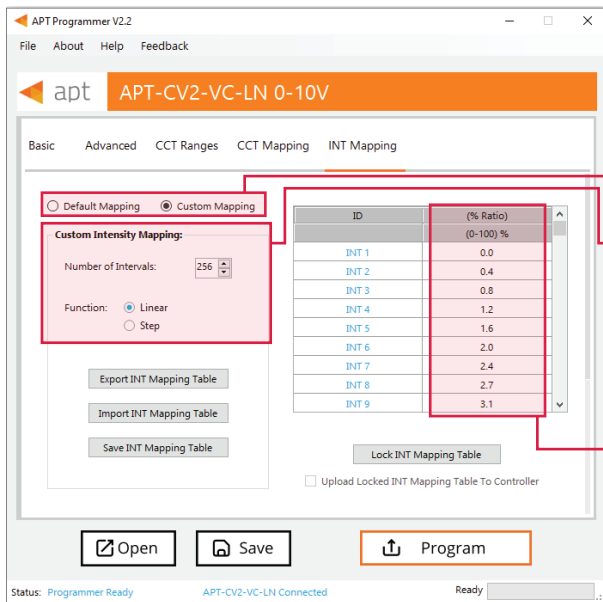 APT Programmer V2.2
File About Help Feedback
apt APT-CV2-VC-LN 0-10V
Basic Advanced CCT Ranges CCT Mapping INT Mapping
Default Mapping Custom Mapping
Custom Intensity Mapping:
Number of Intervals: 256
Function: Linear
Step
Export INT Mapping Table
Import INT Mapping Table
Save INT Mapping Table
ID (% Ratio)
(0-100) %
INT 1 0.0
INT 2 0.4
INT 3 0.8
INT 4 1.2
INT 5 1.6
INT 6 2.0
INT 7 2.4
INT 8 2.7
INT 9 3.1
Lock INT Mapping Table
Upload Locked INT Mapping Table To Controller
Open Save Program
Status: Programmer Ready APT-CV2-VC-LN Connected Ready